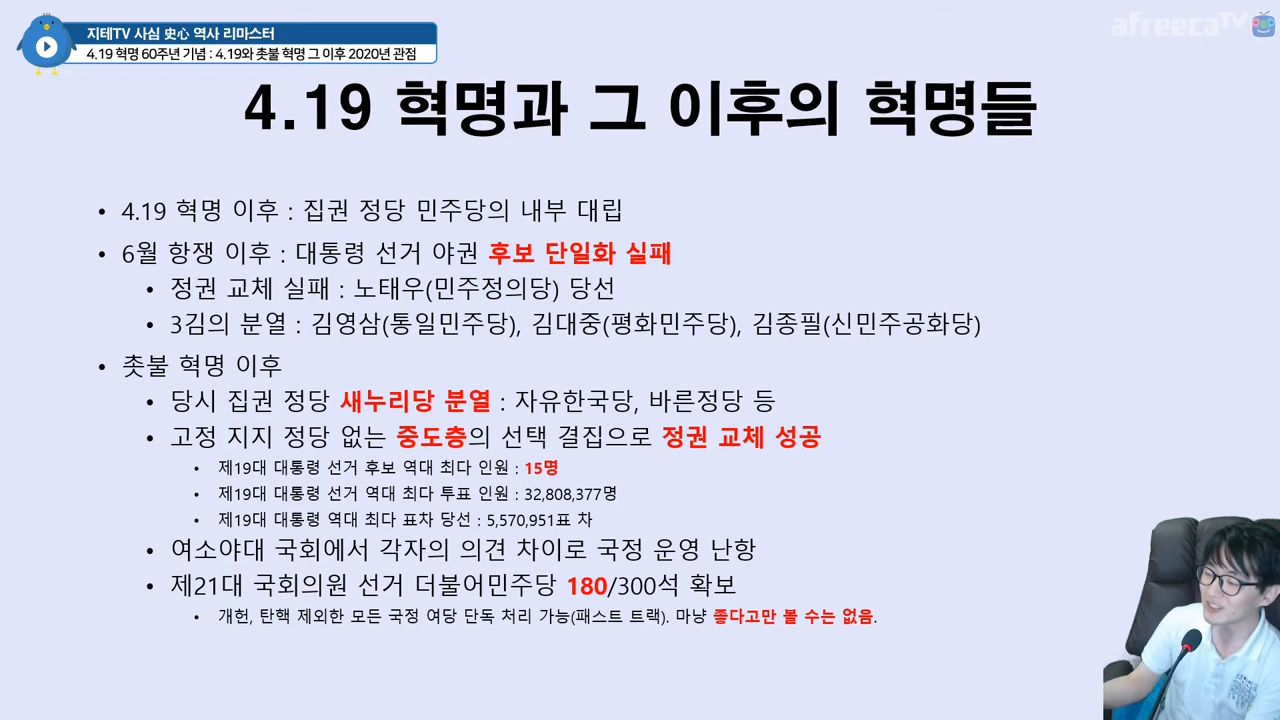 지테TV 사심 史心 역사 리마스터
4.19 혁명 60주년 기념 : 4.19와 촛불 혁명 그 이후 2020년 관점
afreecaTV
4.19 혁명과 그 이후의 혁명들
• 4.19 혁명 이후 : 집권 정당 민주당의 내부 대립
• 6월 항쟁 이후 : 대통령 선거 야권 후보 단일화 실패
• 정권 교체 실패 : 노태우(민주정의당) 당선
• 3김의 분열 : 김영삼(통일민주당), 김대중(평화민주당), 김종필(신민주공화당)
• 촛불 혁명 이후
• 당시 집권 정당 새누리당 분열 : 자유한국당, 바른정당 등
• 고정 지지 정당 없는 중도층의 선택 결집으로 정권 교체 성공
• 제19대 대통령 선거 후보 역대 최다 인원 : 15명
• 제19대 대통령 선거 역대 최다 투표 인원 : 32,808,377명
• 제19대 대통령 역대 최다 표차 당선 : 5,570,951표 차
• 여소야대 국회에서 각자의 의견 차이로 국정 운영 난항
• 제21대 국회의원 선거 더불어민주당 180/300석 확보
• 개헌, 탄핵 제외한 모든 국정 여당 단독 처리 가능(패스트 트랙). 마냥 좋다고만 볼 수는 없음.